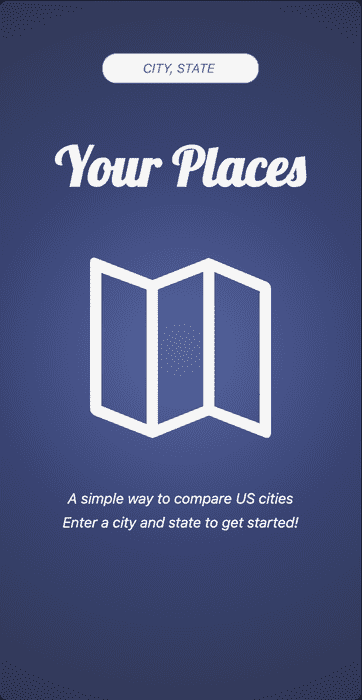 CITY, STATE
Your Places
A simple way to compare US cities
Enter a city and state to get started!